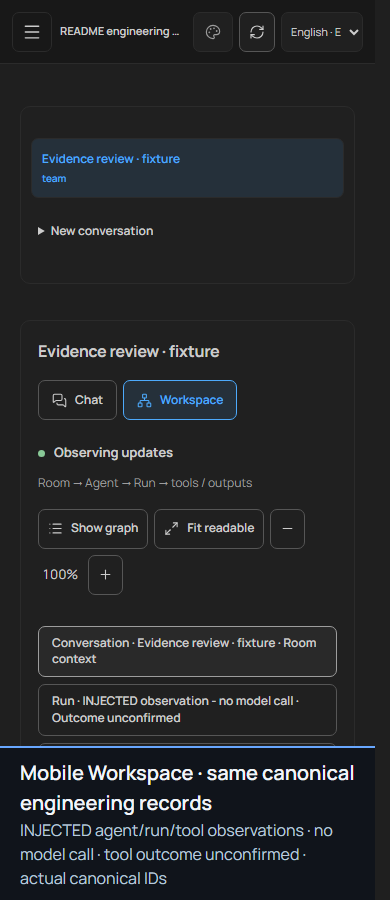 README engineering ...
English · E
Evidence review · fixture
team
New conversation
Evidence review · fixture
Chat
Workspace
Observing updates
Room → Agent → Run → tools / outputs
Show graph
Fit readable
100%
Conversation · Evidence review · fixture · Room
context
Run · INJECTED observation - no model call ·
Outcome unconfirmed
Mobile Workspace · same canonical
engineering records
INJECTED agent/run/tool observations · no
model call · tool outcome unconfirmed ·
actual canonical IDs